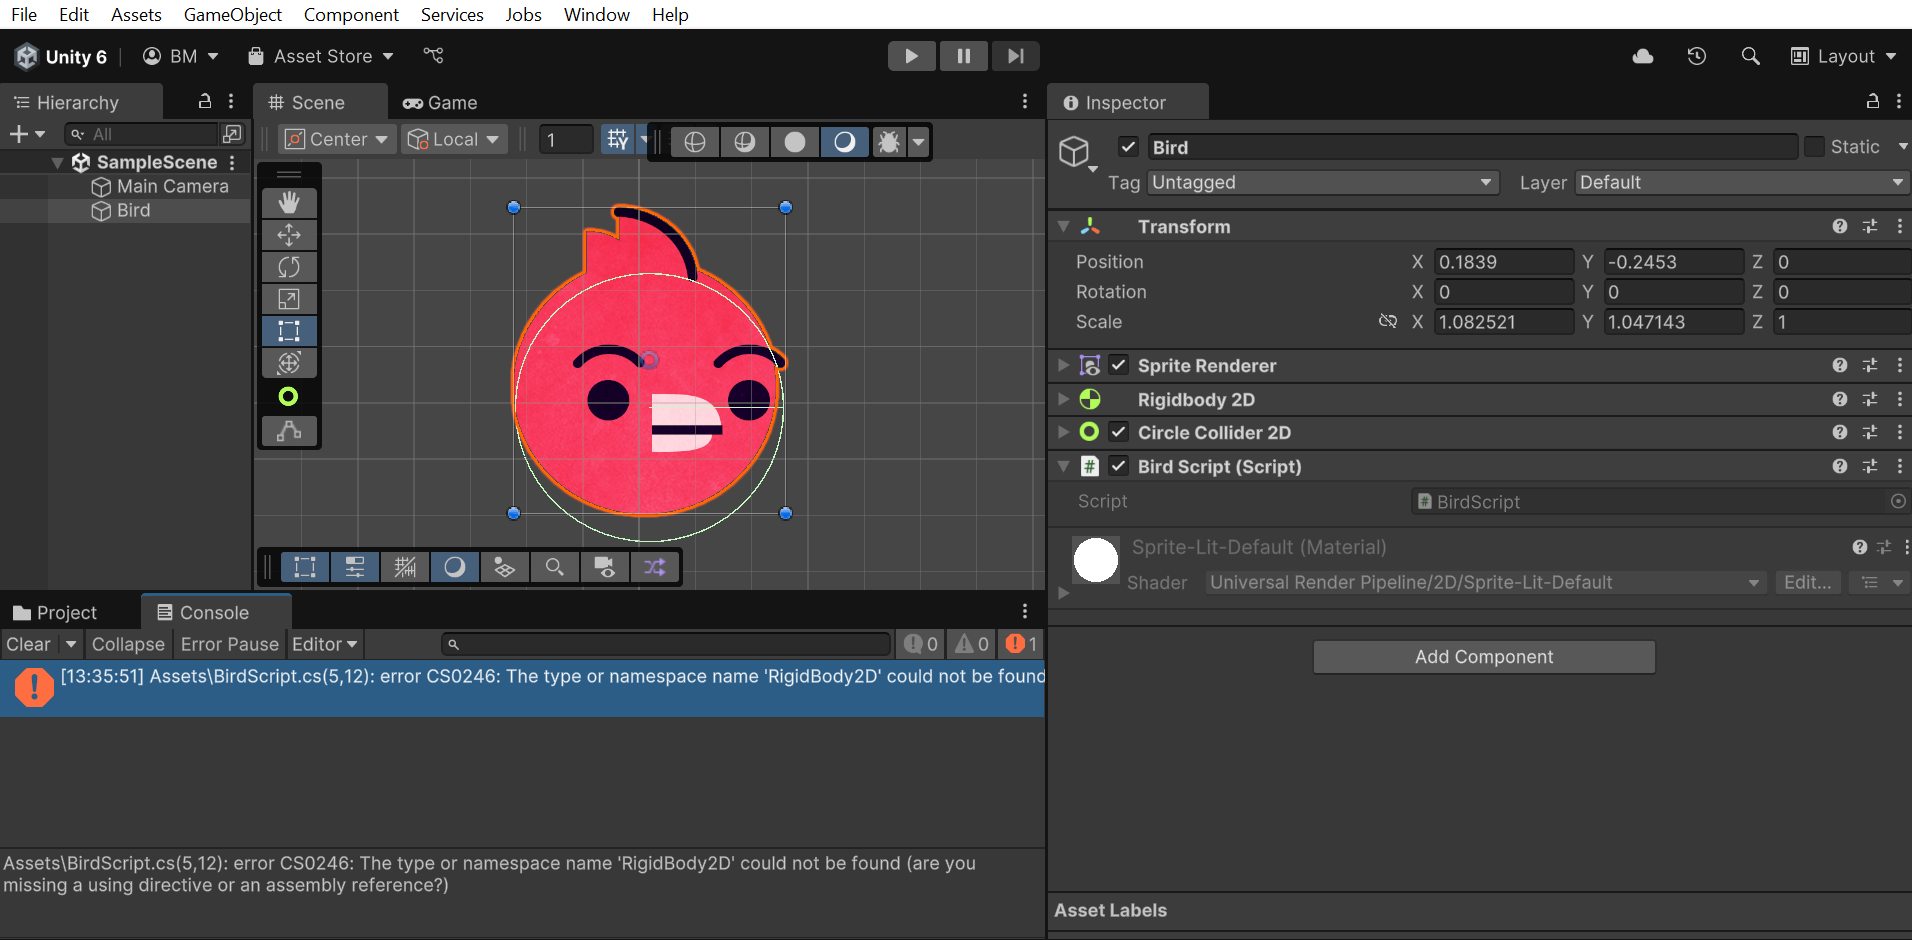 File Edit Assets GameObject Component Services Jobs Window Help
Unity 6 BM Asset Store Layout
Hierarchy
All
SampleScene
Main Camera
Bird
Scene Game
Center Local 1
Inspector
Bird Static
Tag Untagged Layer Default
Transform
Position X 0.1839 Y -0.2453 Z 0
Rotation X 0 Y 0 Z 0
Scale X 1.082521 Y 1.047143 Z 1
Sprite Renderer
Rigidbody 2D
Circle Collider 2D
# Bird Script (Script)
Script # BirdScript
Sprite-Lit-Default (Material)
Shader Universal Render Pipeline/2D/Sprite-Lit-Default Edit...
Add Component
Asset Labels
Project Console
Clear Collapse Error Pause Editor 0 0 1
[13:35:51] Assets\BirdScript.cs(5,12): error CS0246: The type or namespace name 'RigidBody2D' could not be found
Assets\BirdScript.cs(5,12): error CS0246: The type or namespace name 'RigidBody2D' could not be found (are you
missing a using directive or an assembly reference?)